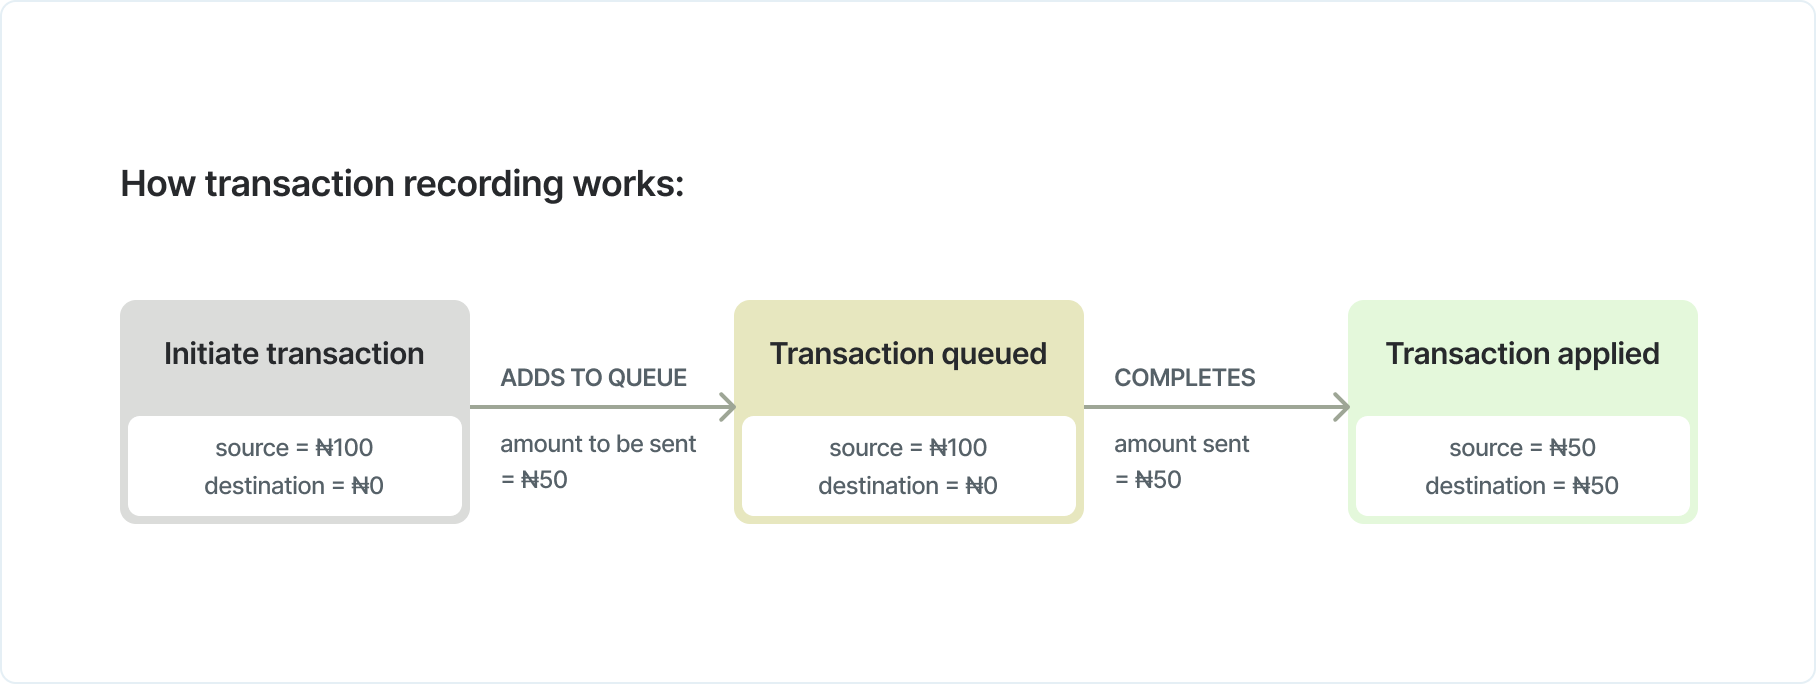 How transaction recording works:
Initiate transaction
source = ₦100
destination = ₦0
ADDS TO QUEUE
amount to be sent
= ₦50
Transaction queued
source = ₦100
destination = ₦0
COMPLETES
amount sent
= ₦50
Transaction applied
source = ₦50
destination = ₦50